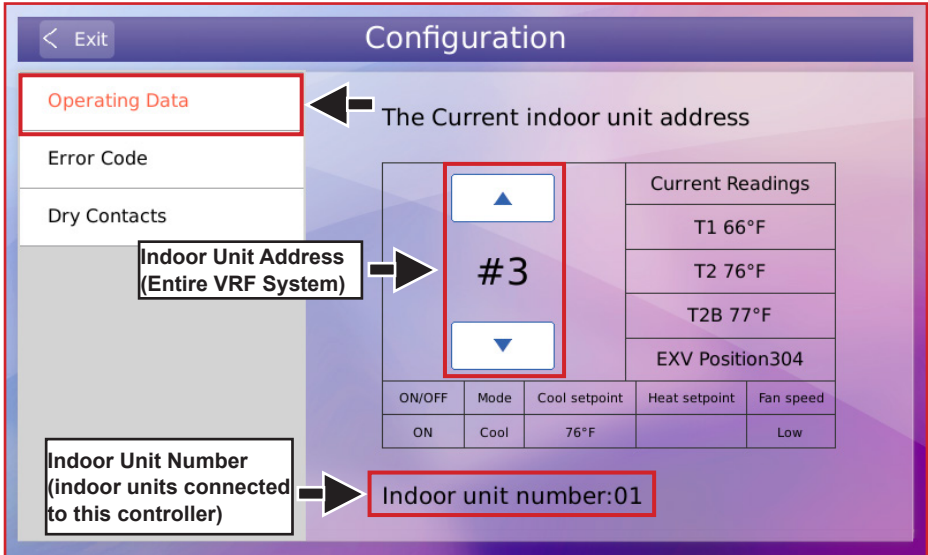 Exit
Configuration
Operating Data
Error Code
Dry Contacts
The Current indoor unit address
Indoor Unit Address
(Entire VRF System)
#3
Current Readings
T1 66°F
T2 76°F
T2B 77°F
EXV Position304
ON/OFF Mode Cool setpoint Heat setpoint Fan speed
ON Cool 76°F Low
Indoor Unit Number
(indoor units connected
to this controller)
Indoor unit number:01